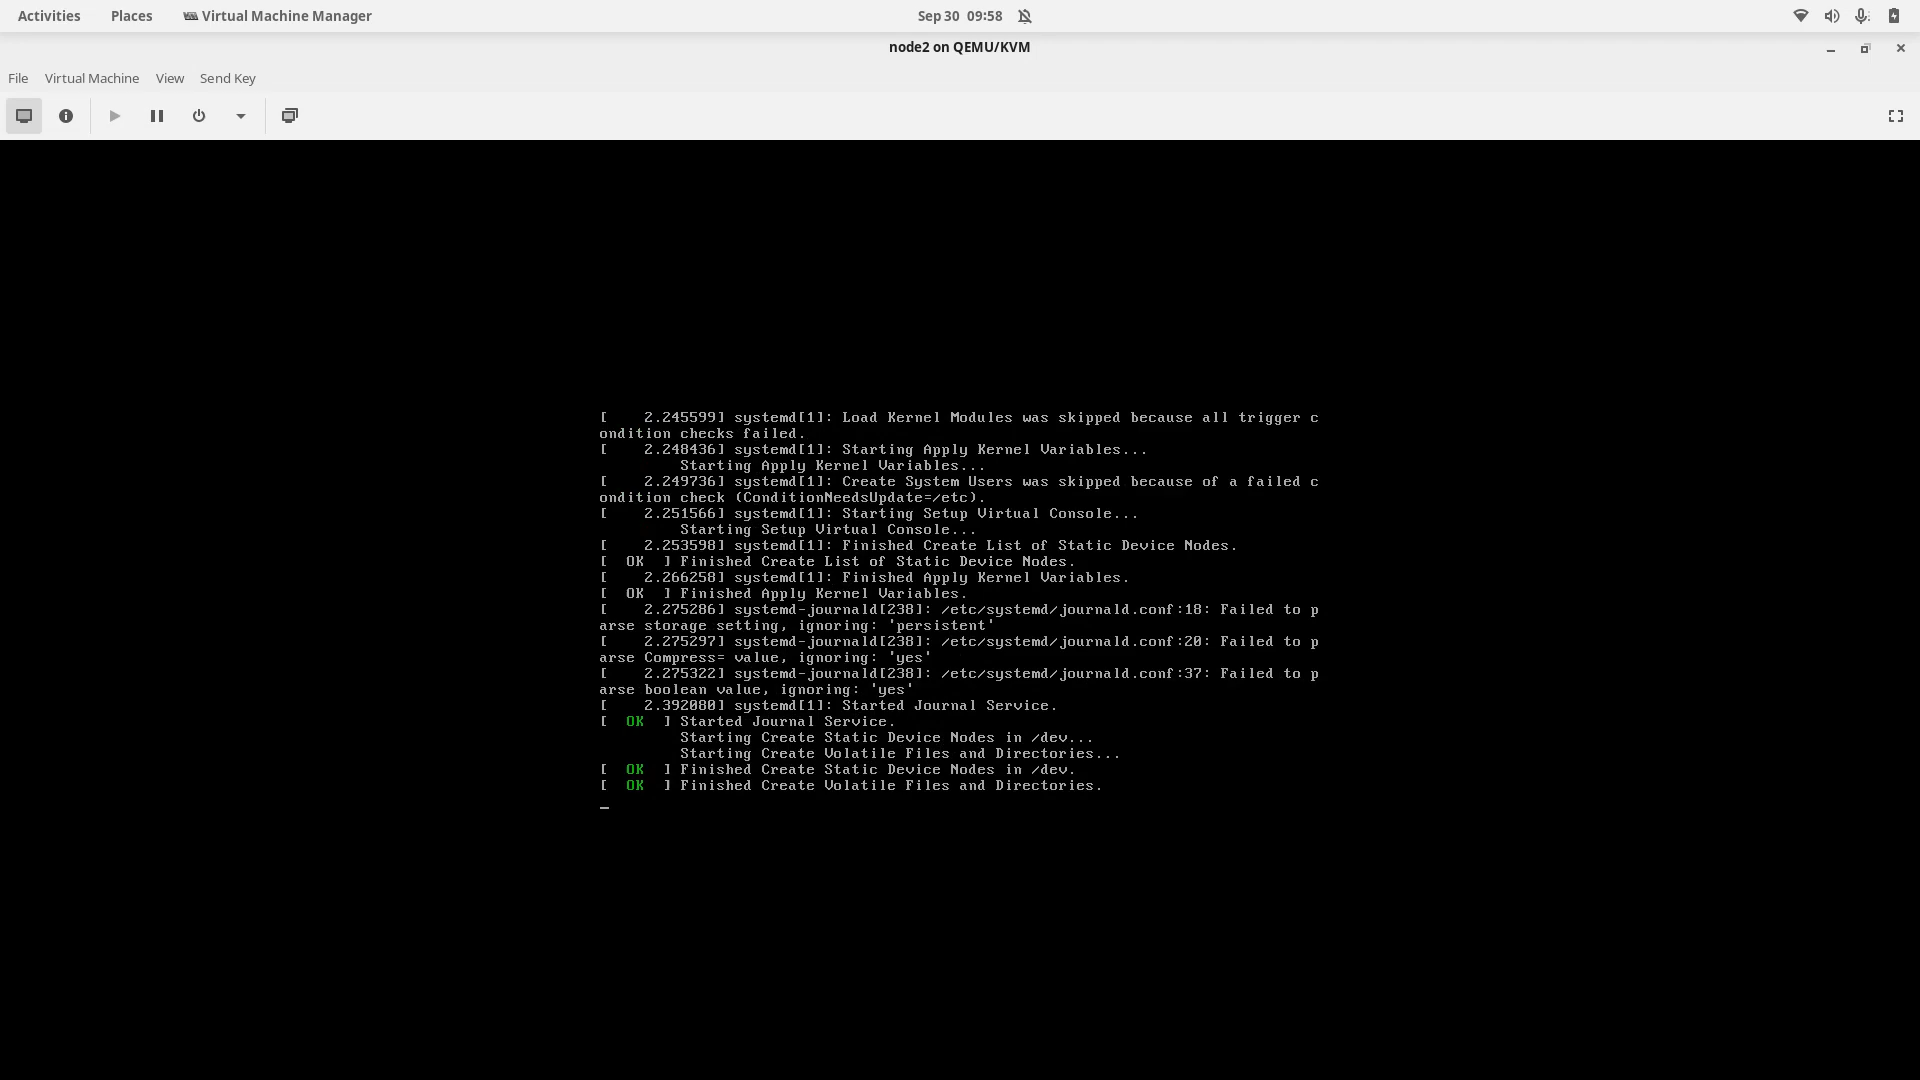 Activities Places Virtual Machine Manager Sep 30 09:58
node2 on QEMU/KVM
File Virtual Machine View Send Key
[    2.245599] systemd[1]: Load Kernel Modules was skipped because all trigger c
ondition checks failed.
[    2.248436] systemd[1]: Starting Apply Kernel Variables...
         Starting Apply Kernel Variables...
[    2.249736] systemd[1]: Create System Users was skipped because of a failed c
ondition check (ConditionNeedsUpdate=/etc).
[    2.251566] systemd[1]: Starting Setup Virtual Console...
         Starting Setup Virtual Console...
[    2.253598] systemd[1]: Finished Create List of Static Device Nodes.
[  OK  ] Finished Create List of Static Device Nodes.
[    2.266258] systemd[1]: Finished Apply Kernel Variables.
[  OK  ] Finished Apply Kernel Variables.
[    2.275286] systemd-journald[238]: /etc/systemd/journald.conf:18: Failed to p
arse storage setting, ignoring: 'persistent'
[    2.275297] systemd-journald[238]: /etc/systemd/journald.conf:20: Failed to p
arse Compress= value, ignoring: 'yes'
[    2.275322] systemd-journald[238]: /etc/systemd/journald.conf:37: Failed to p
arse boolean value, ignoring: 'yes'
[    2.392080] systemd[1]: Started Journal Service.
[  OK  ] Started Journal Service.
         Starting Create Static Device Nodes in /dev...
         Starting Create Volatile Files and Directories...
[  OK  ] Finished Create Static Device Nodes in /dev.
[  OK  ] Finished Create Volatile Files and Directories.